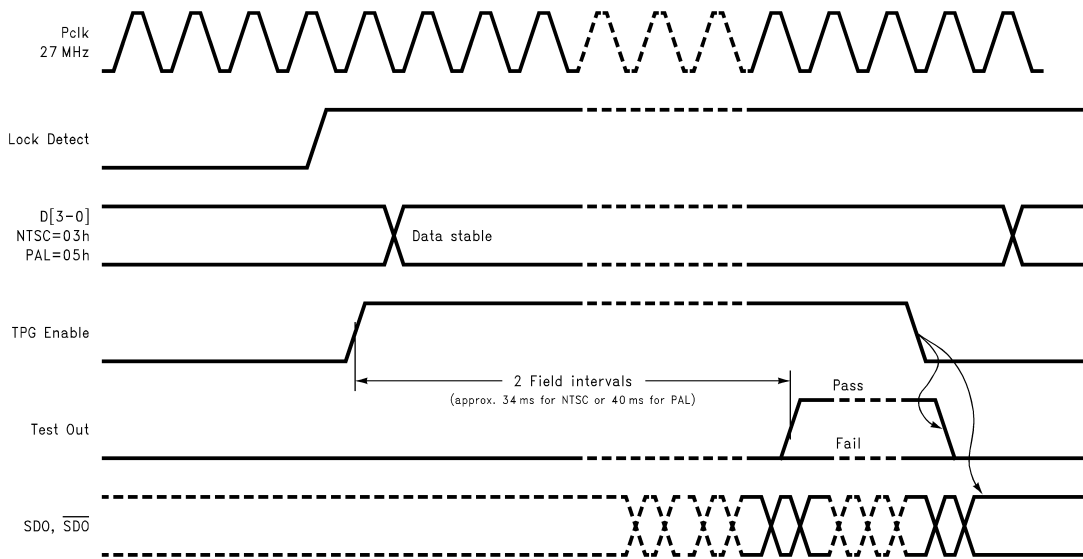 Pclk
27 MHz
Lock Detect
D[3-0]
NTSC=03h
PAL=05h
Data stable
TPG Enable
2 Field intervals
(approx. 34 ms for NTSC or 40 ms for PAL)
Pass
Test Out
Fail
SDO, S̅D̅O̅